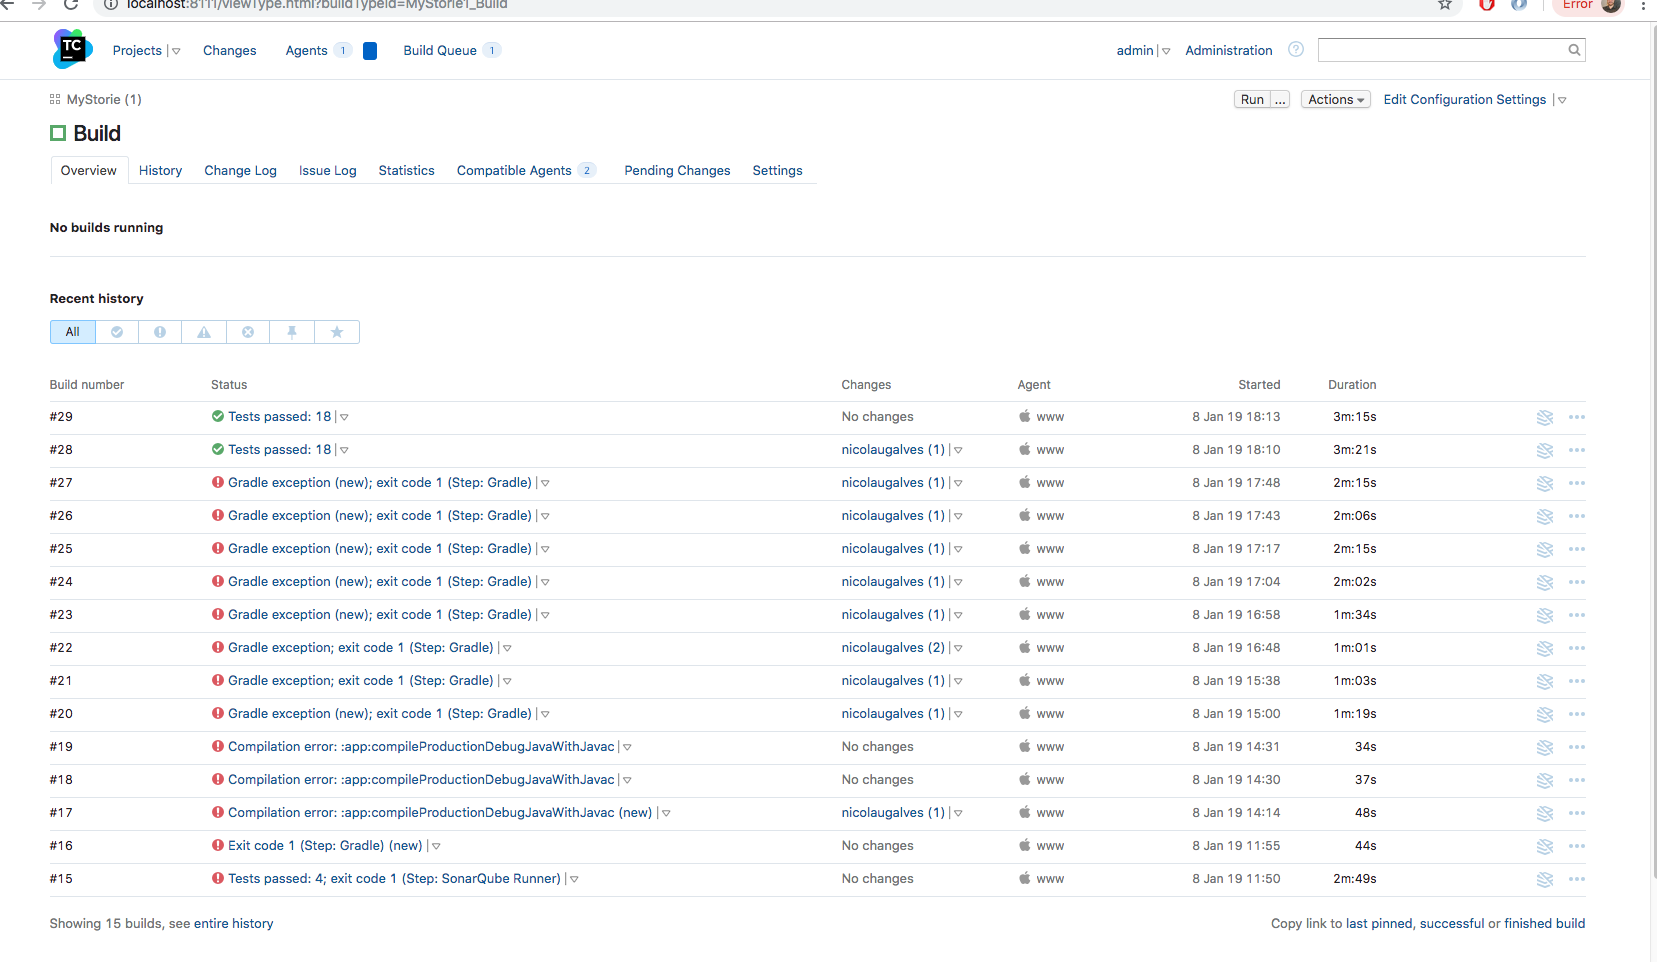 localhost:8111/viewType.html?buildTypeId=MyStorie1_Build Error
TC Projects Changes Agents 1 Build Queue 1 admin Administration ?
MyStorie (1) Run ... Actions Edit Configuration Settings
Build
Overview History Change Log Issue Log Statistics Compatible Agents 2 Pending Changes Settings
No builds running
Recent history
All
Build number Status Changes Agent Started Duration
#29 Tests passed: 18 No changes www 8 Jan 19 18:13 3m:15s
#28 Tests passed: 18 nicolaugalves (1) www 8 Jan 19 18:10 3m:21s
#27 Gradle exception (new); exit code 1 (Step: Gradle) nicolaugalves (1) www 8 Jan 19 17:48 2m:15s
#26 Gradle exception (new); exit code 1 (Step: Gradle) nicolaugalves (1) www 8 Jan 19 17:43 2m:06s
#25 Gradle exception (new); exit code 1 (Step: Gradle) nicolaugalves (1) www 8 Jan 19 17:17 2m:15s
#24 Gradle exception (new); exit code 1 (Step: Gradle) nicolaugalves (1) www 8 Jan 19 17:04 2m:02s
#23 Gradle exception (new); exit code 1 (Step: Gradle) nicolaugalves (1) www 8 Jan 19 16:58 1m:34s
#22 Gradle exception; exit code 1 (Step: Gradle) nicolaugalves (2) www 8 Jan 19 16:48 1m:01s
#21 Gradle exception; exit code 1 (Step: Gradle) nicolaugalves (1) www 8 Jan 19 15:38 1m:03s
#20 Gradle exception (new); exit code 1 (Step: Gradle) nicolaugalves (1) www 8 Jan 19 15:00 1m:19s
#19 Compilation error: :app:compileProductionDebugJavaWithJavac No changes www 8 Jan 19 14:31 34s
#18 Compilation error: :app:compileProductionDebugJavaWithJavac No changes www 8 Jan 19 14:30 37s
#17 Compilation error: :app:compileProductionDebugJavaWithJavac (new) nicolaugalves (1) www 8 Jan 19 14:14 48s
#16 Exit code 1 (Step: Gradle) (new) No changes www 8 Jan 19 11:55 44s
#15 Tests passed: 4; exit code 1 (Step: SonarQube Runner) No changes www 8 Jan 19 11:50 2m:49s
Showing 15 builds, see entire history Copy link to last pinned, successful or finished build